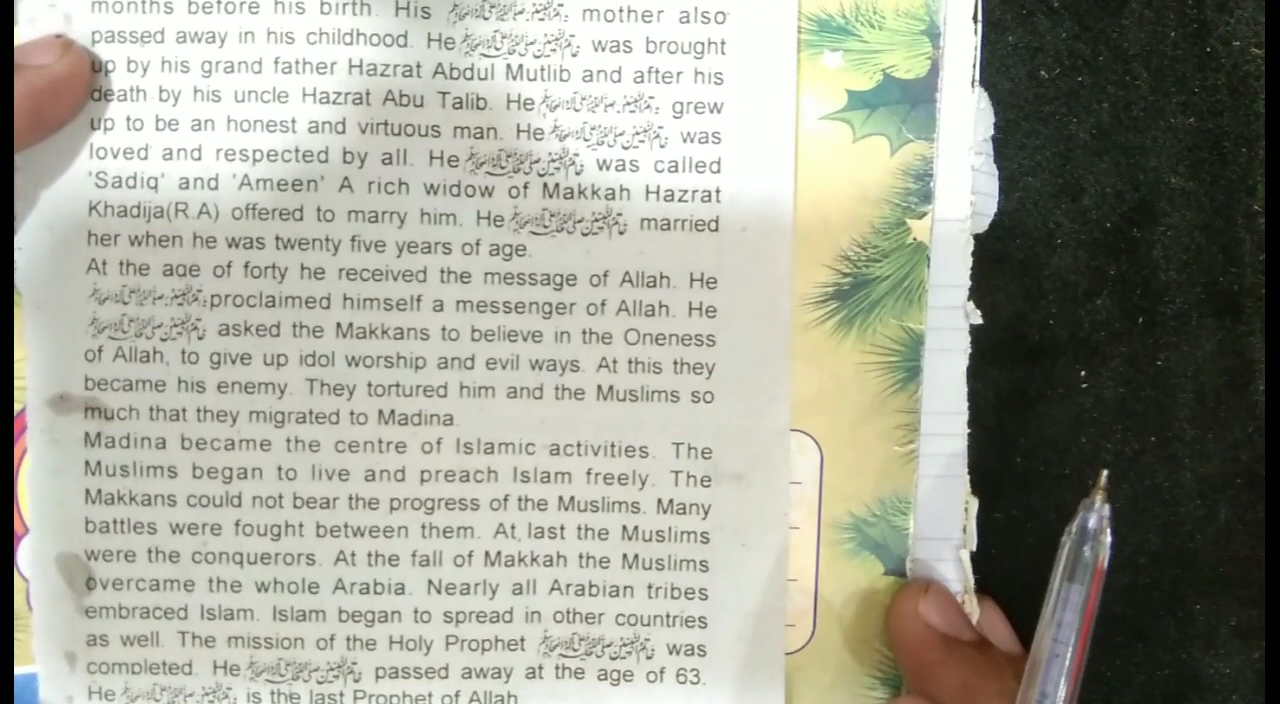 months before his birth. His mother also
passed away in his childhood. He was brought
up by his grand father Hazrat Abdul Mutlib and after his
death by his uncle Hazrat Abu Talib. He grew
up to be an honest and virtuous man. He was
loved and respected by all. He was called
'Sadiq' and 'Ameen' A rich widow of Makkah Hazrat
Khadija(R.A) offered to marry him. He married
her when he was twenty five years of age.
At the age of forty he received the message of Allah. He
proclaimed himself a messenger of Allah. He
asked the Makkans to believe in the Oneness
of Allah, to give up idol worship and evil ways. At this they
became his enemy. They tortured him and the Muslims so
much that they migrated to Madina.
Madina became the centre of Islamic activities. The
Muslims began to live and preach Islam freely. The
Makkans could not bear the progress of the Muslims. Many
battles were fought between them. At last the Muslims
were the conquerors. At the fall of Makkah the Muslims
overcame the whole Arabia. Nearly all Arabian tribes
embraced Islam. Islam began to spread in other countries
as well. The mission of the Holy Prophet was
completed. He passed away at the age of 63.
He is the last Prophet of Allah